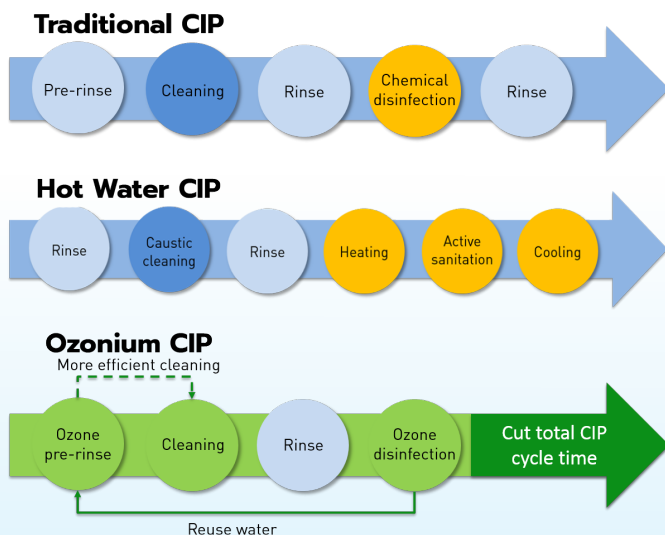 Traditional CIP
Pre-rinse
Cleaning
Rinse
Chemical
disinfection
Rinse
Hot Water CIP
Rinse
Caustic
cleaning
Rinse
Heating
Active
sanitation
Cooling
Ozonium CIP
More efficient cleaning
Ozone
pre-rinse
Cleaning
Rinse
Ozone
disinfection
Cut total CIP
cycle time
Reuse water